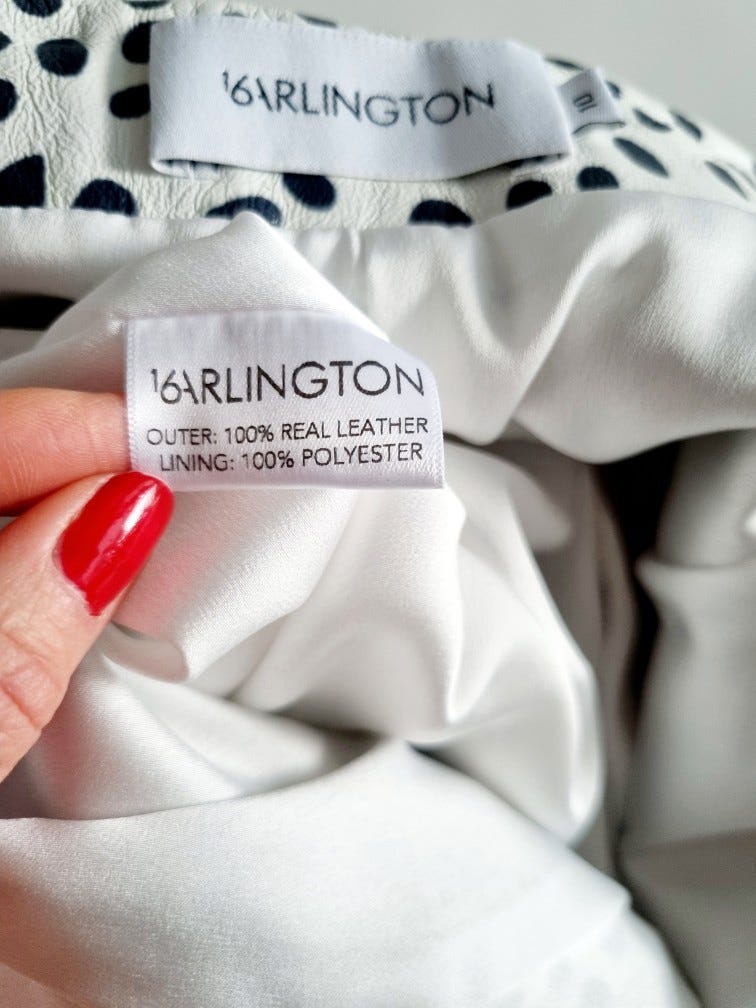 16ARLINGTON
16ARLINGTON
OUTER: 100% REAL LEATHER
LINING: 100% POLYESTER